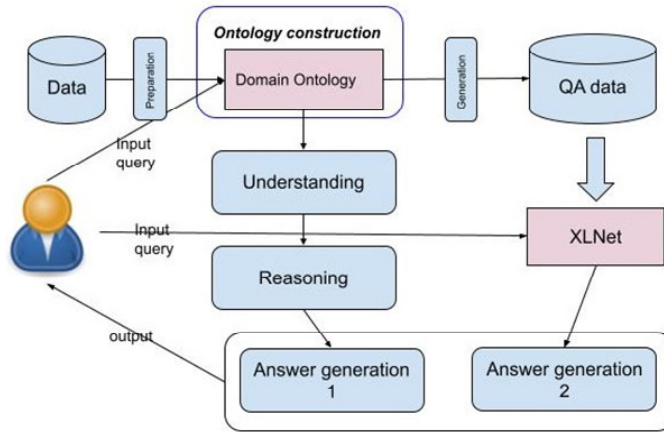 Ontology construction
Data
Preparation
Domain Ontology
Generation
QA data
Input
query
Understanding
Input
query
XLNet
Reasoning
output
Answer generation
1
Answer generation
2